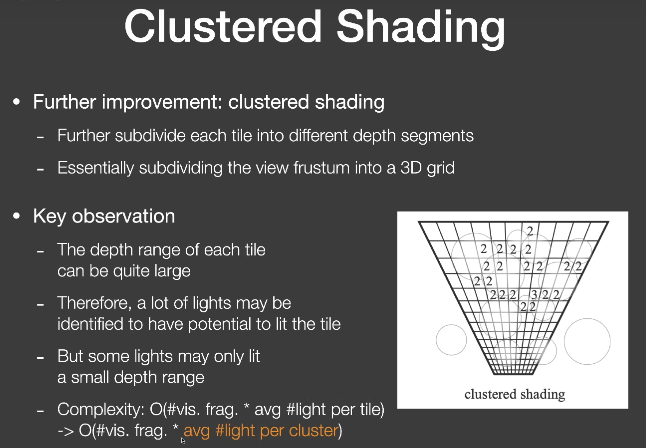 Clustered Shading
• Further improvement: clustered shading
- Further subdivide each tile into different depth segments
- Essentially subdividing the view frustum into a 3D grid
• Key observation
- The depth range of each tile
can be quite large
- Therefore, a lot of lights may be
identified to have potential to lit the tile
- But some lights may only lit
a small depth range
- Complexity: O(#vis. frag. * avg #light per tile)
-> O(#vis. frag. * avg #light per cluster)
2
2 2 2 2
2 2 2 2 2 2
2 2
2 2 2 3 2 2
2 2
clustered shading